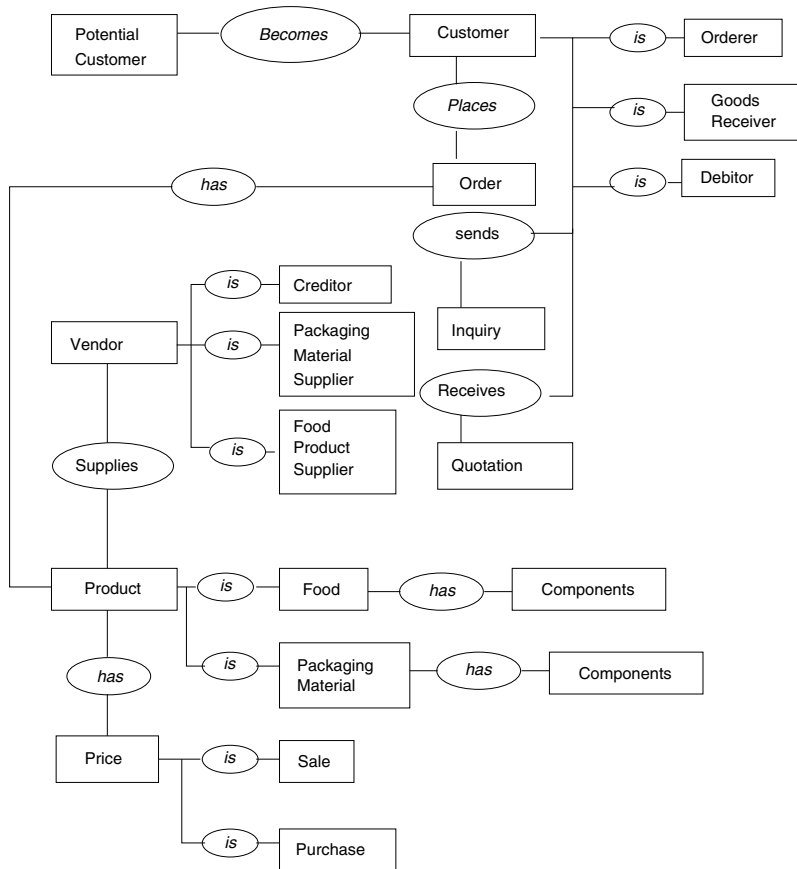 Potential
Customer
Becomes
Customer
is
Orderer
Places
is
Goods
Receiver
has
Order
is
Debitor
sends
is
Creditor
Inquiry
Vendor
is
Packaging
Material
Supplier
Receives
is
Food
Product
Supplier
Supplies
Quotation
Product
is
Food
has
Components
has
is
Packaging
Material
has
Components
Price
is
Sale
is
Purchase